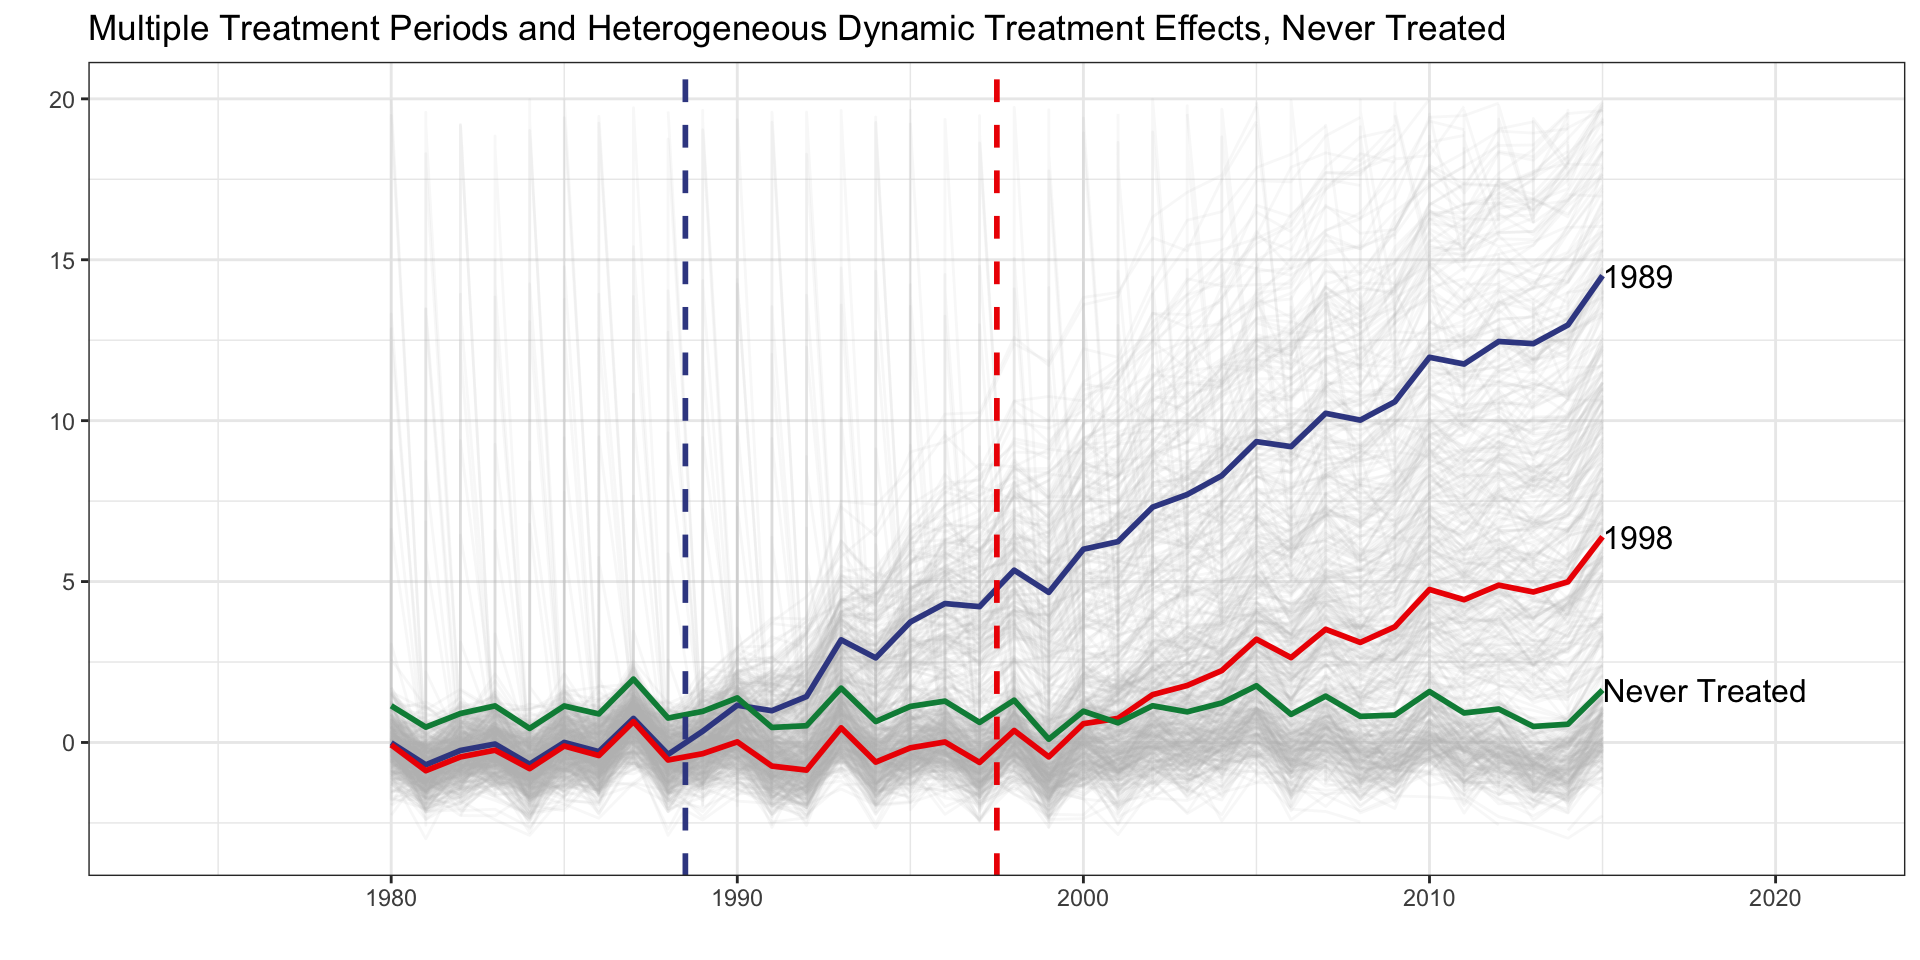 Multiple Treatment Periods and Heterogeneous Dynamic Treatment Effects, Never Treated
20
15
1989
10
1998
5
Never Treated
0
1980 1990 2000 2010 2020